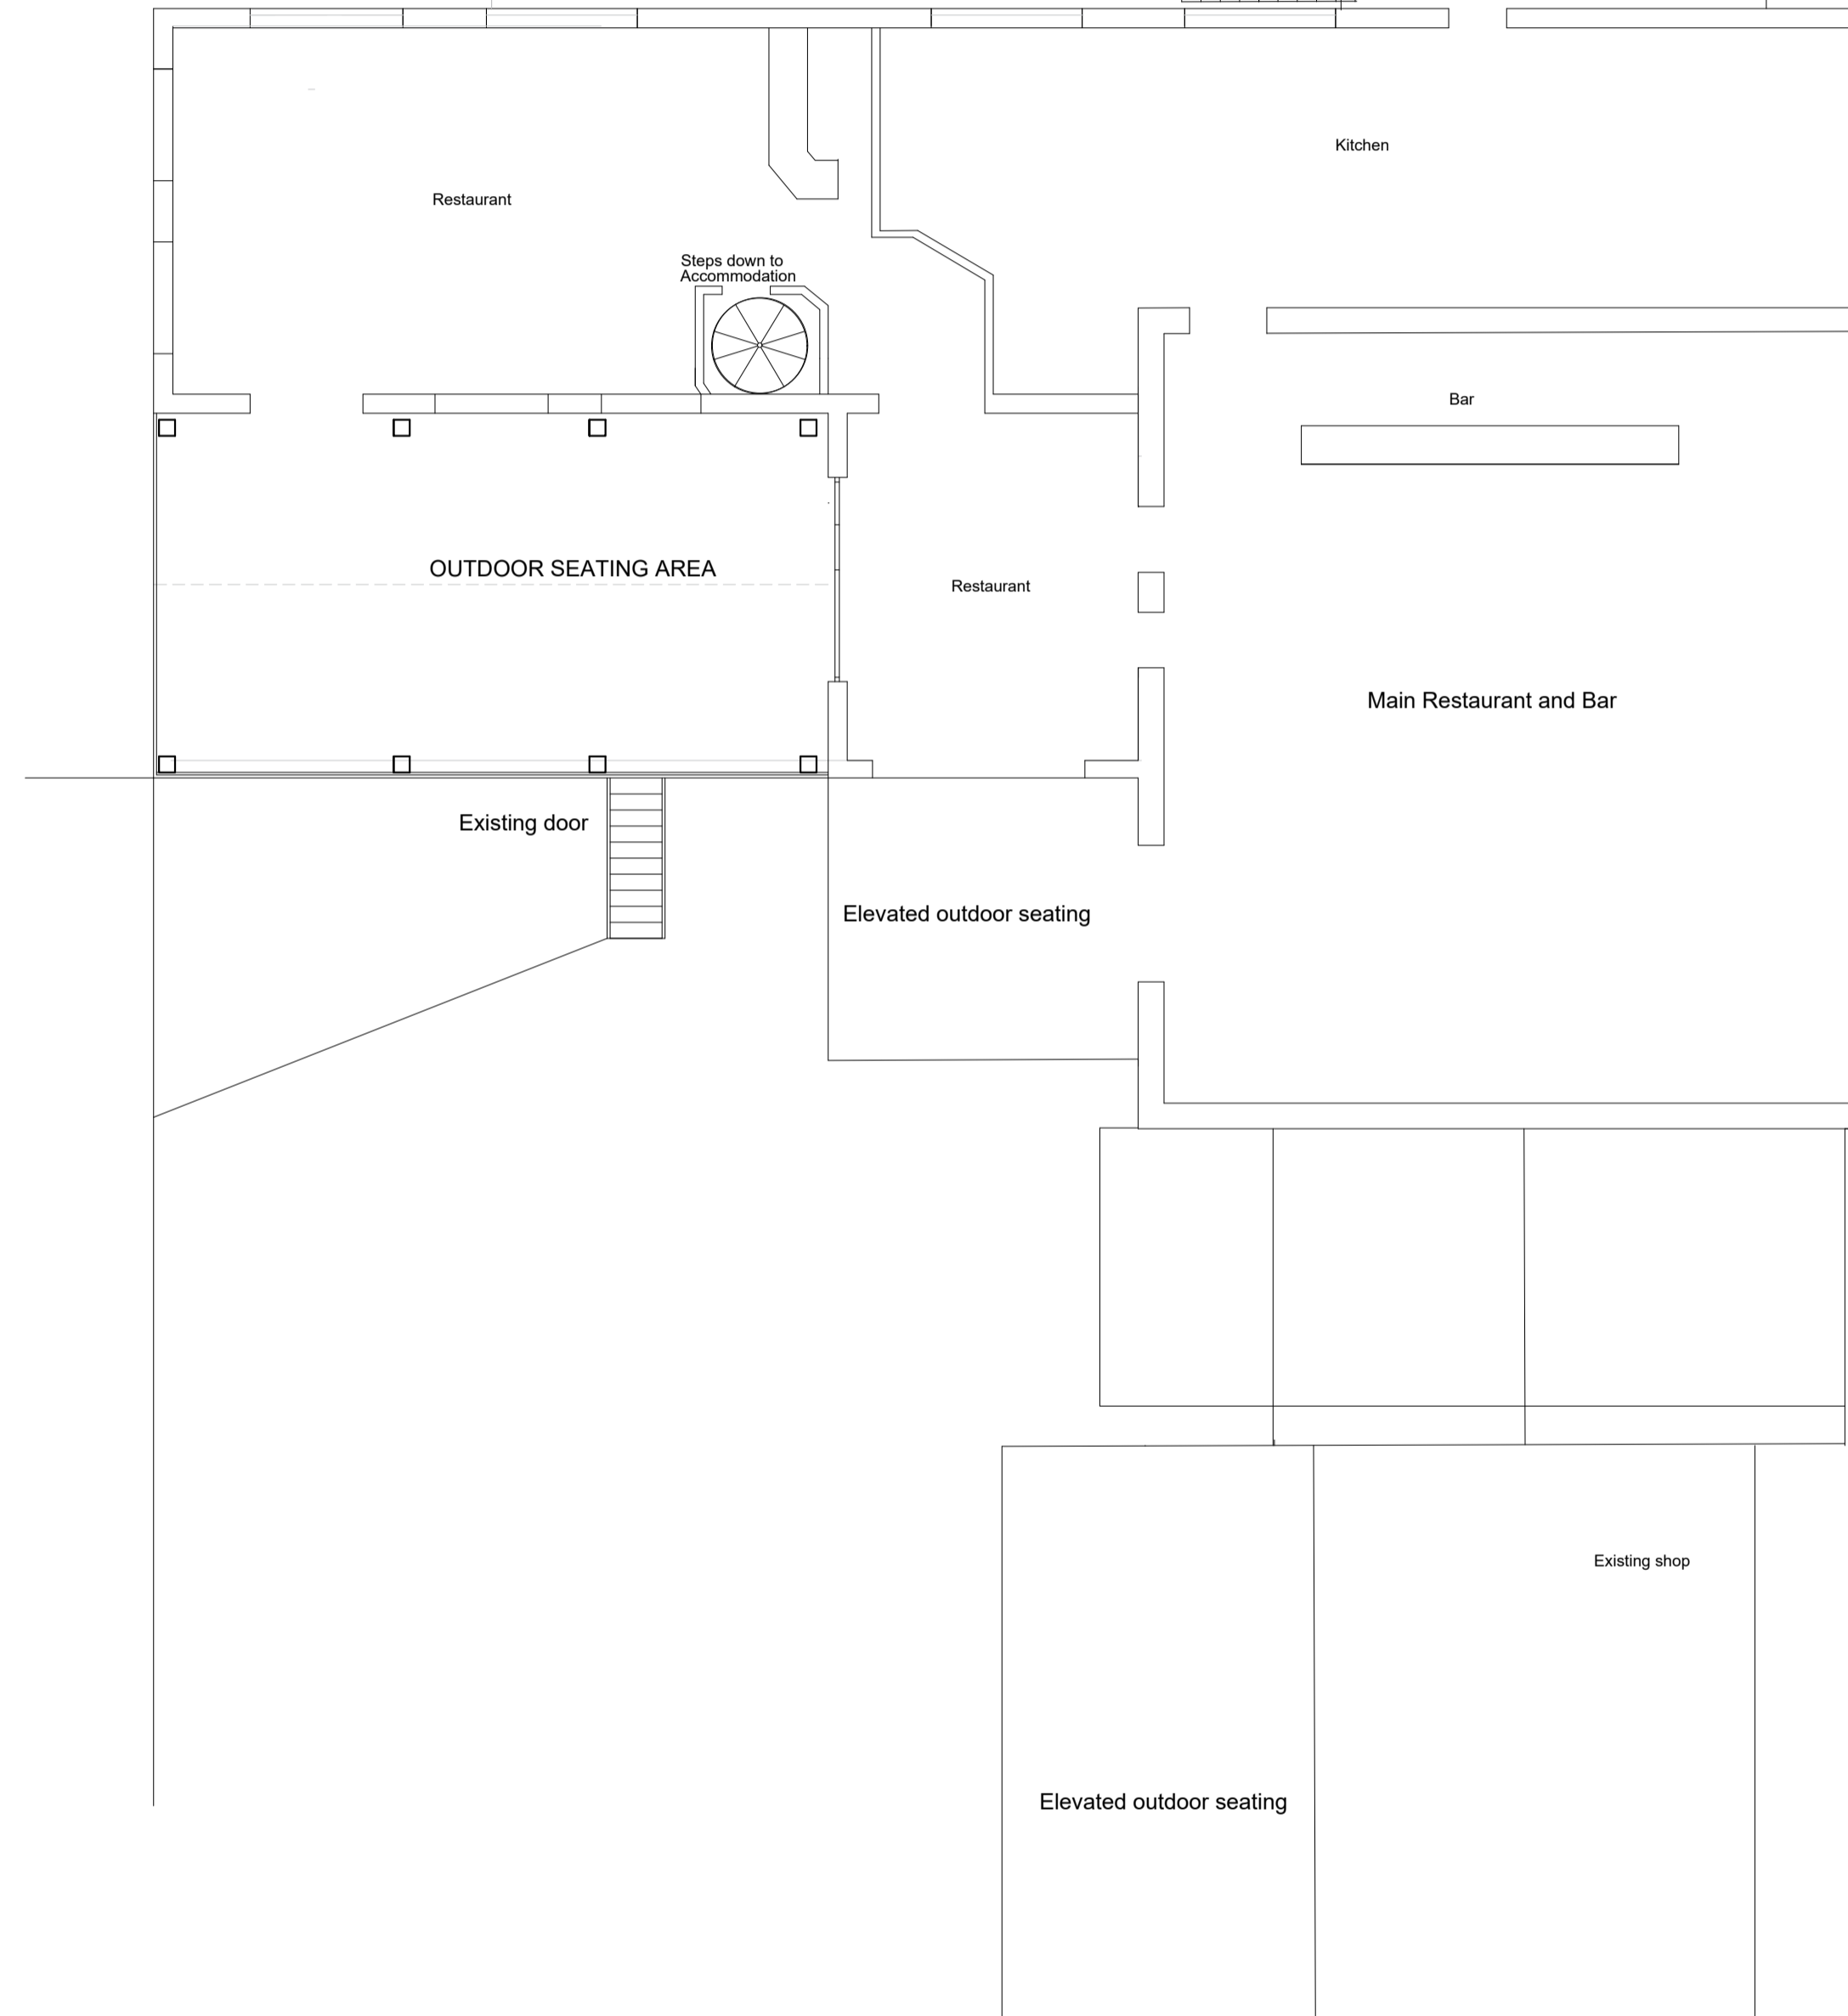 Kitchen
Restaurant
Steps down to
Accommodation
Bar
OUTDOOR SEATING AREA
Restaurant
Main Restaurant and Bar
Existing door
Elevated outdoor seating
Existing shop
Elevated outdoor seating